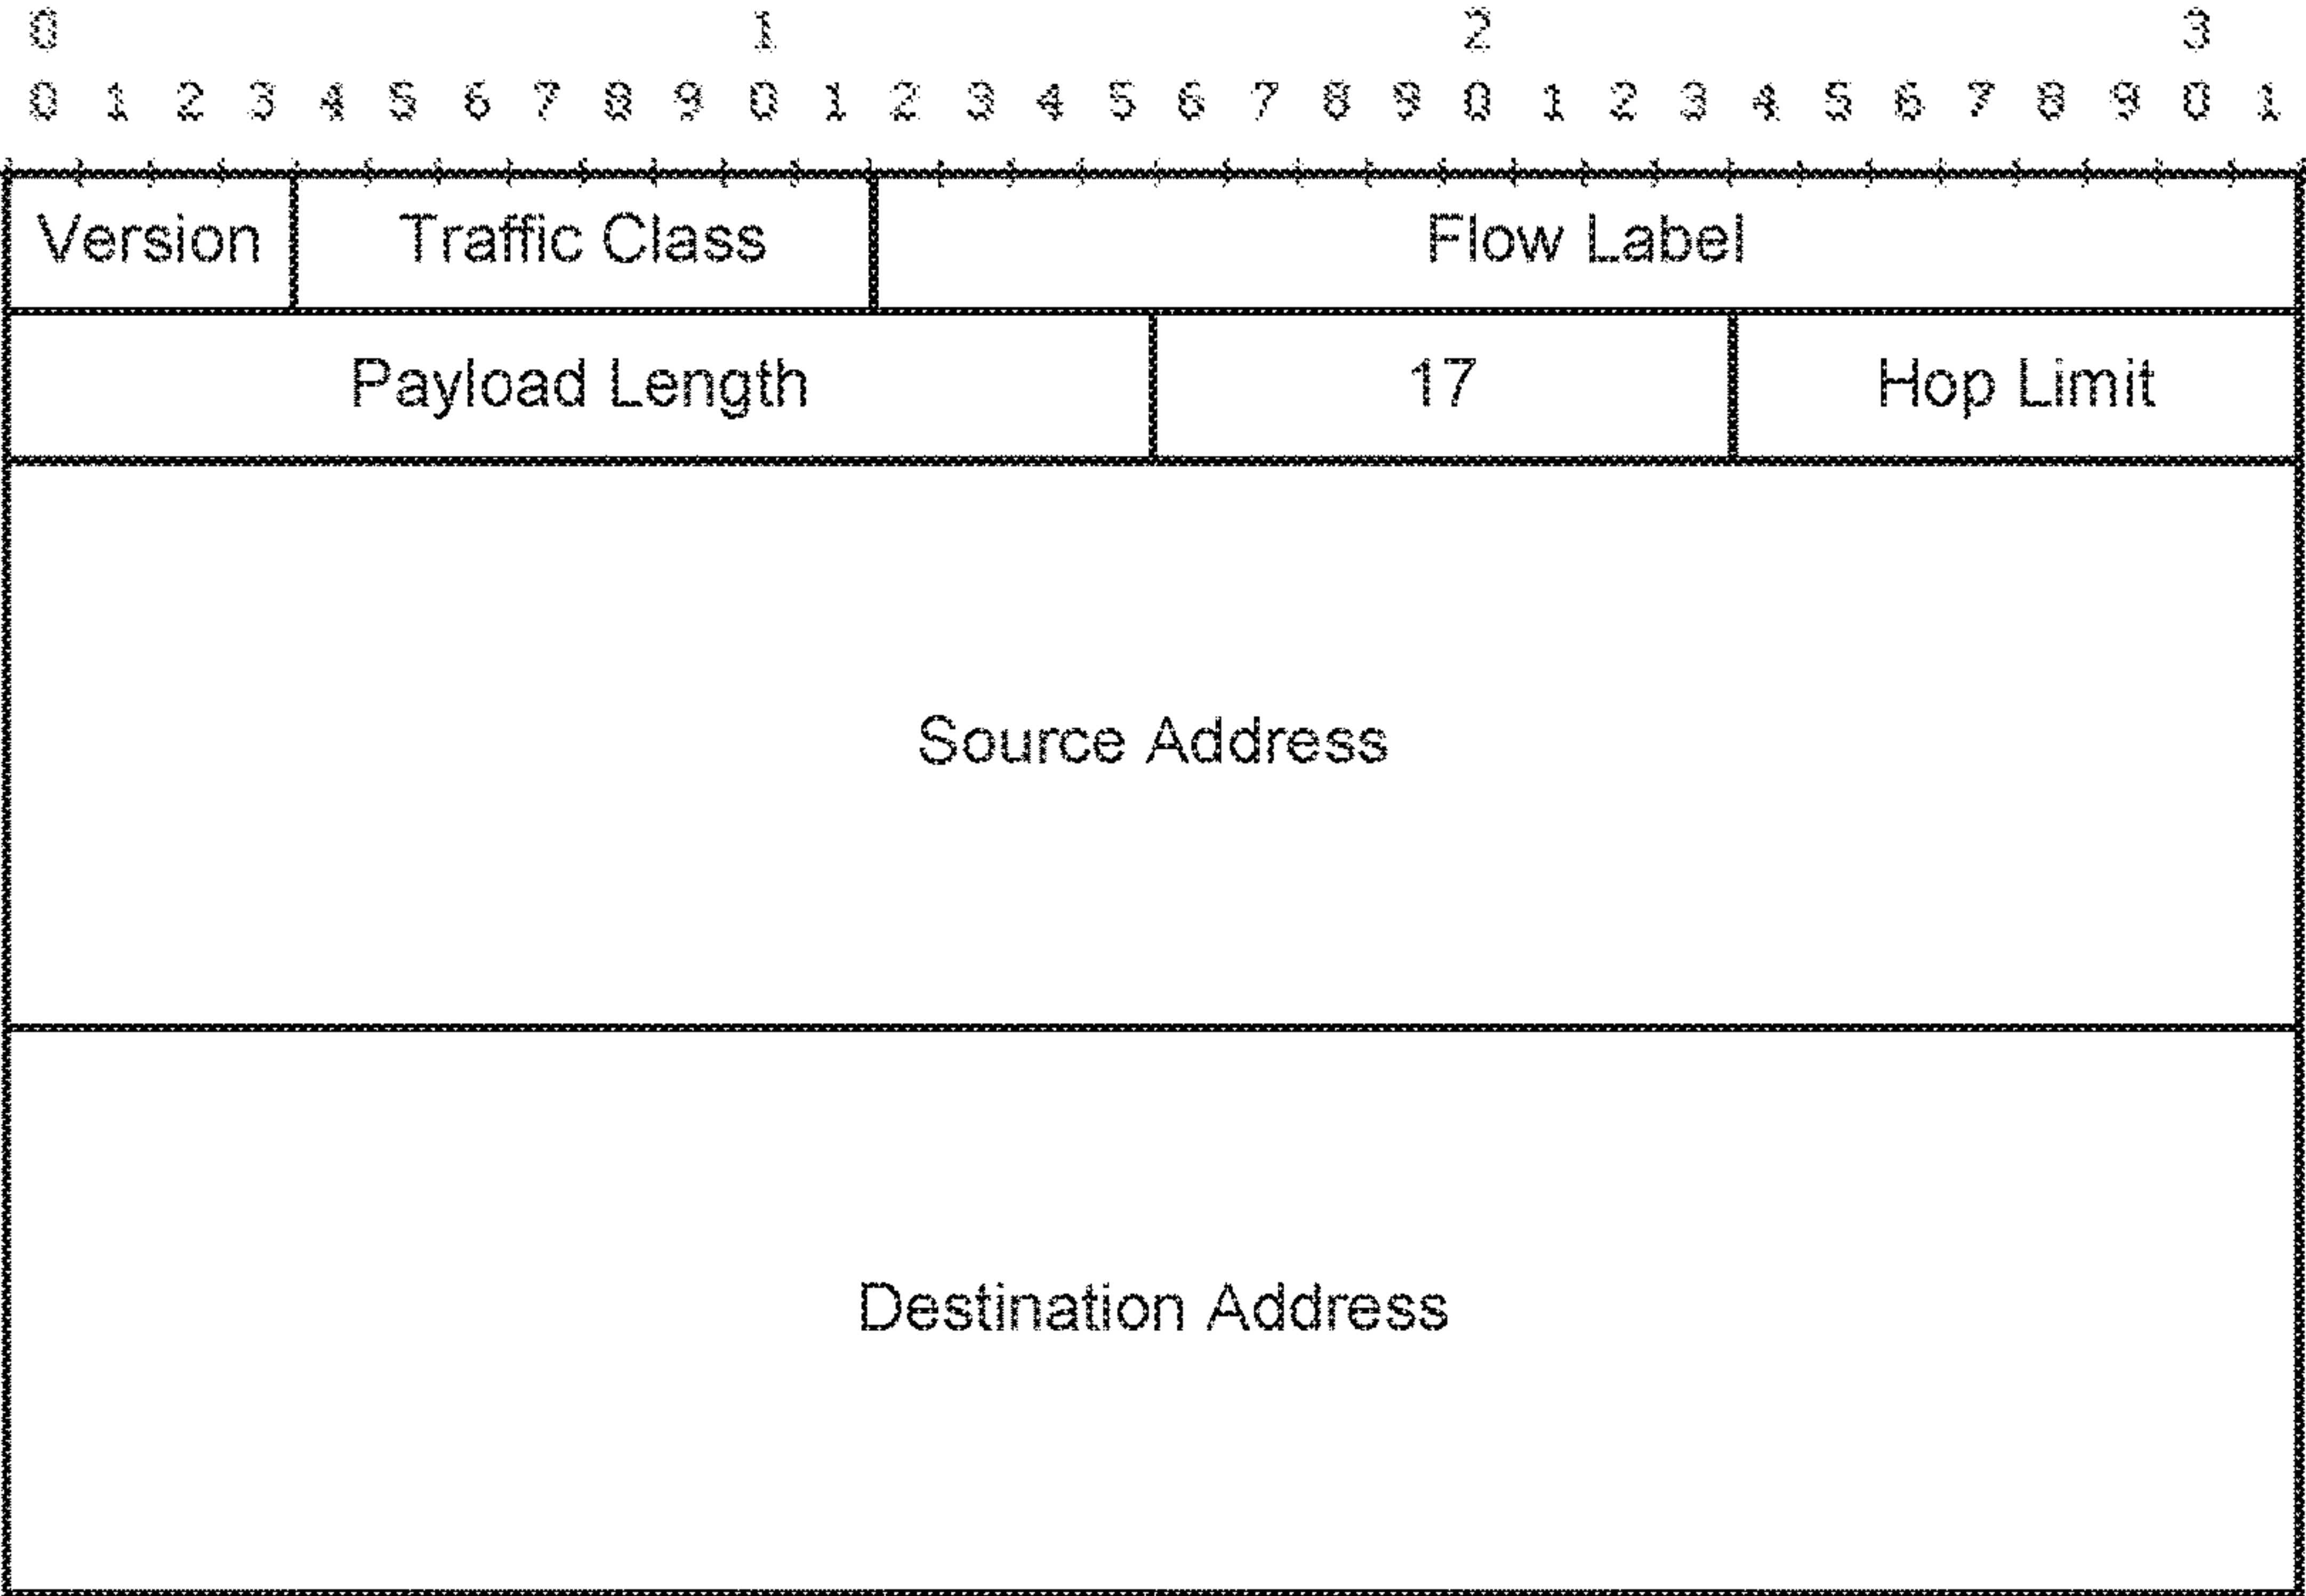 0 1 2 3
0 1 2 3 4 5 6 7 8 9 0 1 2 3 4 5 6 7 8 9 0 1 2 3 4 5 6 7 8 9 0 1
Version Traffic Class Flow Label
Payload Length 17 Hop Limit
Source Address
Destination Address